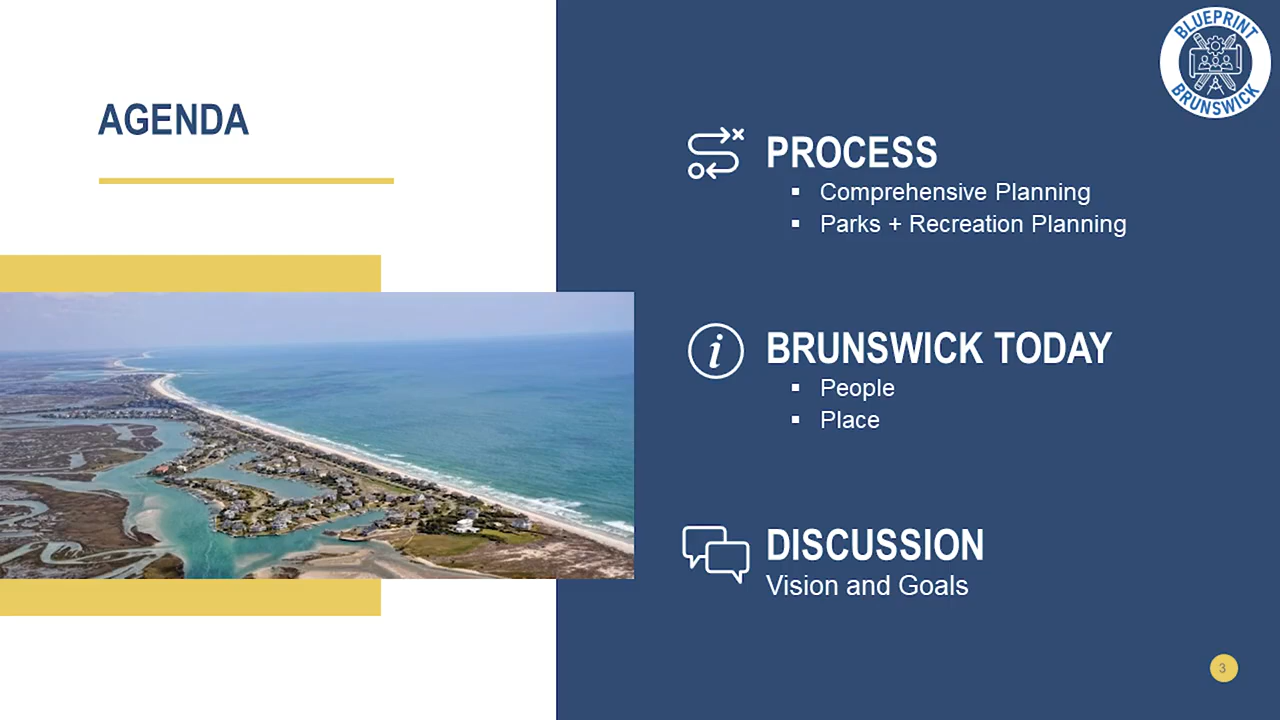 BLUEPRINT
BRUNSWICK
AGENDA
PROCESS
▪ Comprehensive Planning
▪ Parks + Recreation Planning
BRUNSWICK TODAY
▪ People
▪ Place
DISCUSSION
Vision and Goals
3